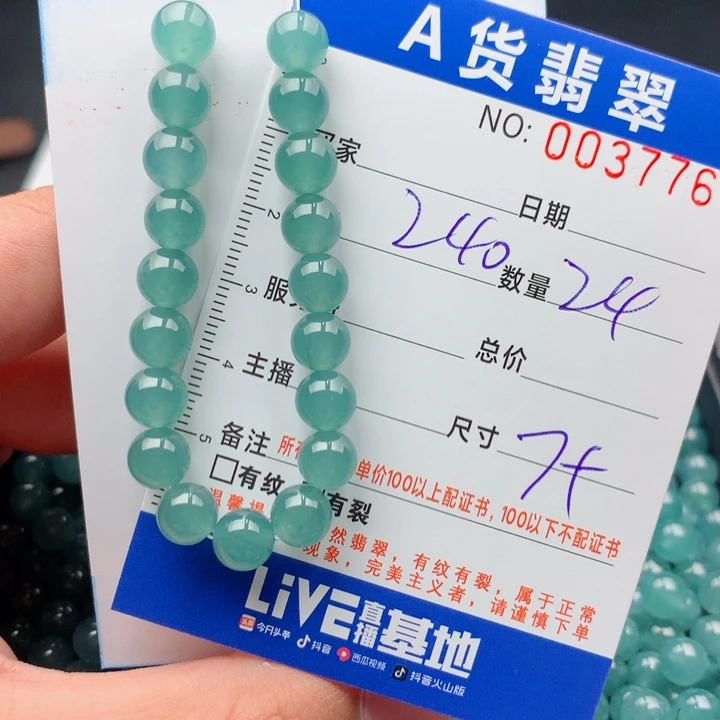 A货翡翠
NO: 003776
家
日期
240 数量 24
服
总价
主播
尺寸 7+
备注 所 单价100以上配证书，100以下不配证书
有纹 有裂
温馨提
然翡翠，有纹有裂，属于正常
现象，完美主义者，请谨慎下单
2
3
4
5
LiVE直播基地
头条 今日头条 抖音 西瓜视频 抖音火山版